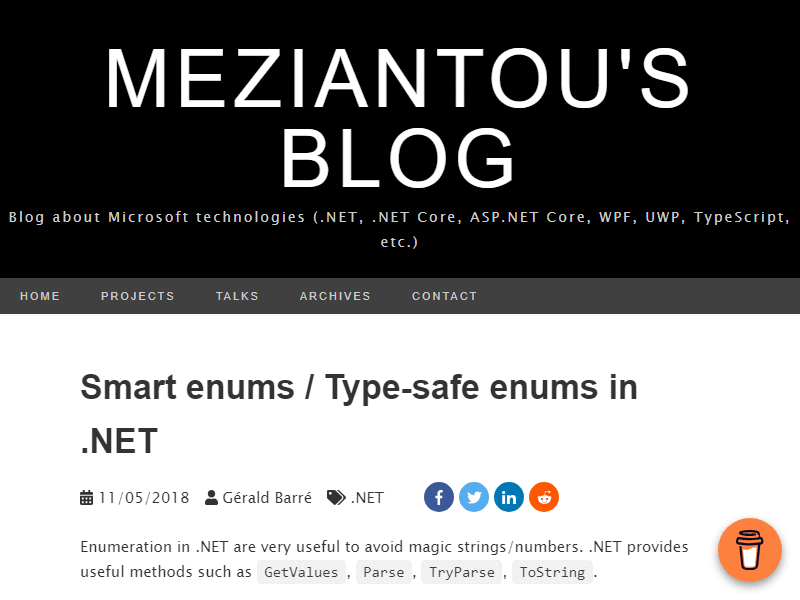 MEZIANTOU'S
BLOG
Blog about Microsoft technologies (.NET, .NET Core, ASP.NET Core, WPF, UWP, TypeScript,
etc.)
HOME PROJECTS TALKS ARCHIVES CONTACT
Smart enums / Type-safe enums in
.NET
11/05/2018 Gérald Barré .NET
Enumeration in .NET are very useful to avoid magic strings/numbers. .NET provides
useful methods such as GetValues, Parse, TryParse, ToString.